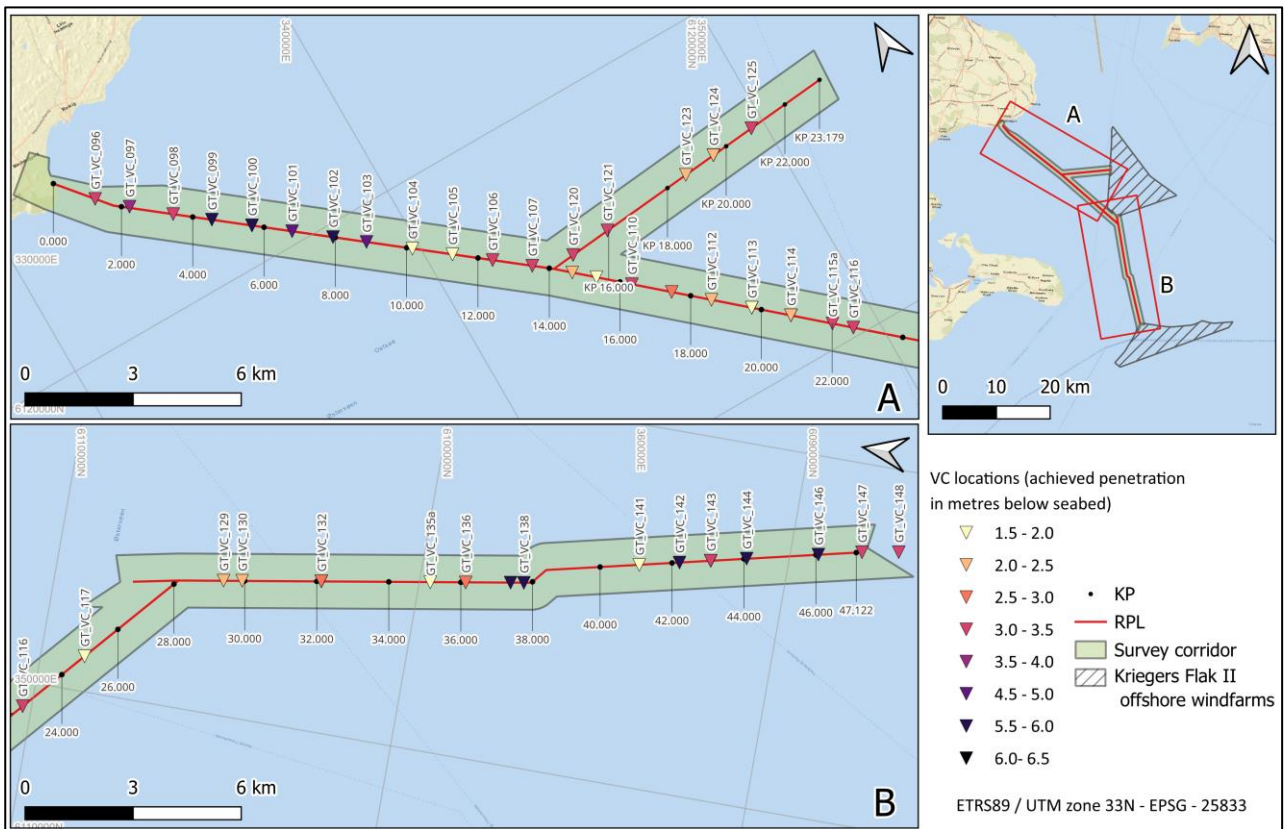 3400000E
3500000E
6120000N
GT_VC_096
GT_VC_097
GT_VC_098
GT_VC_099
GT_VC_100
GT_VC_101
GT_VC_102
GT_VC_103
GT_VC_104
GT_VC_105
GT_VC_106
GT_VC_107
GT_VC_120
GT_VC_121
GT_VC_123
GT_VC_124
GT_VC_125
GT_VC_110
GT_VC_112
GT_VC_113
GT_VC_114
GT_VC_115a
GT_VC_116
KP 23.179
KP 22.000
KP 20.000
KP 18.000
KP 16.000
0.000
2.000
4.000
6.000
8.000
10.000
12.000
14.000
16.000
18.000
20.000
22.000
330000E
6120000N
Østersøen
0 3 6 km
A
6110000N
6100000N
360000E
6090000N
GT_VC_116
GT_VC_117
GT_VC_129
GT_VC_130
GT_VC_132
GT_VC_135a
GT_VC_136
GT_VC_138
GT_VC_141
GT_VC_142
GT_VC_143
GT_VC_144
GT_VC_146
GT_VC_147
GT_VC_148
350000E
24.000
26.000
28.000
30.000
32.000
34.000
36.000
38.000
40.000
42.000
44.000
46.000
47.122
0 3 6 km
6110000N
B
A
B
0 10 20 km
VC locations (achieved penetration
in metres below seabed)
1.5 - 2.0
2.0 - 2.5
2.5 - 3.0
3.0 - 3.5
3.5 - 4.0
4.5 - 5.0
5.5 - 6.0
6.0- 6.5
KP
RPL
Survey corridor
Kriegers Flak II
offshore windfarms
ETRS89 / UTM zone 33N - EPSG - 25833